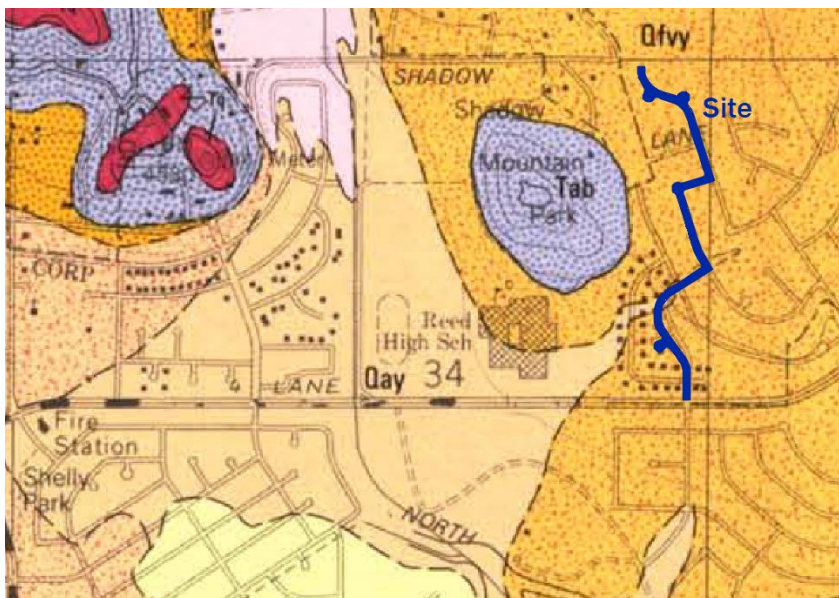 Qfvy
SHADOW
Shadow
Site
LANE
Mountain
Tab
Park
CORP
Reed
High Sch
Qay
34
LANE
Fire
Station
Shelly
Park
NORTH